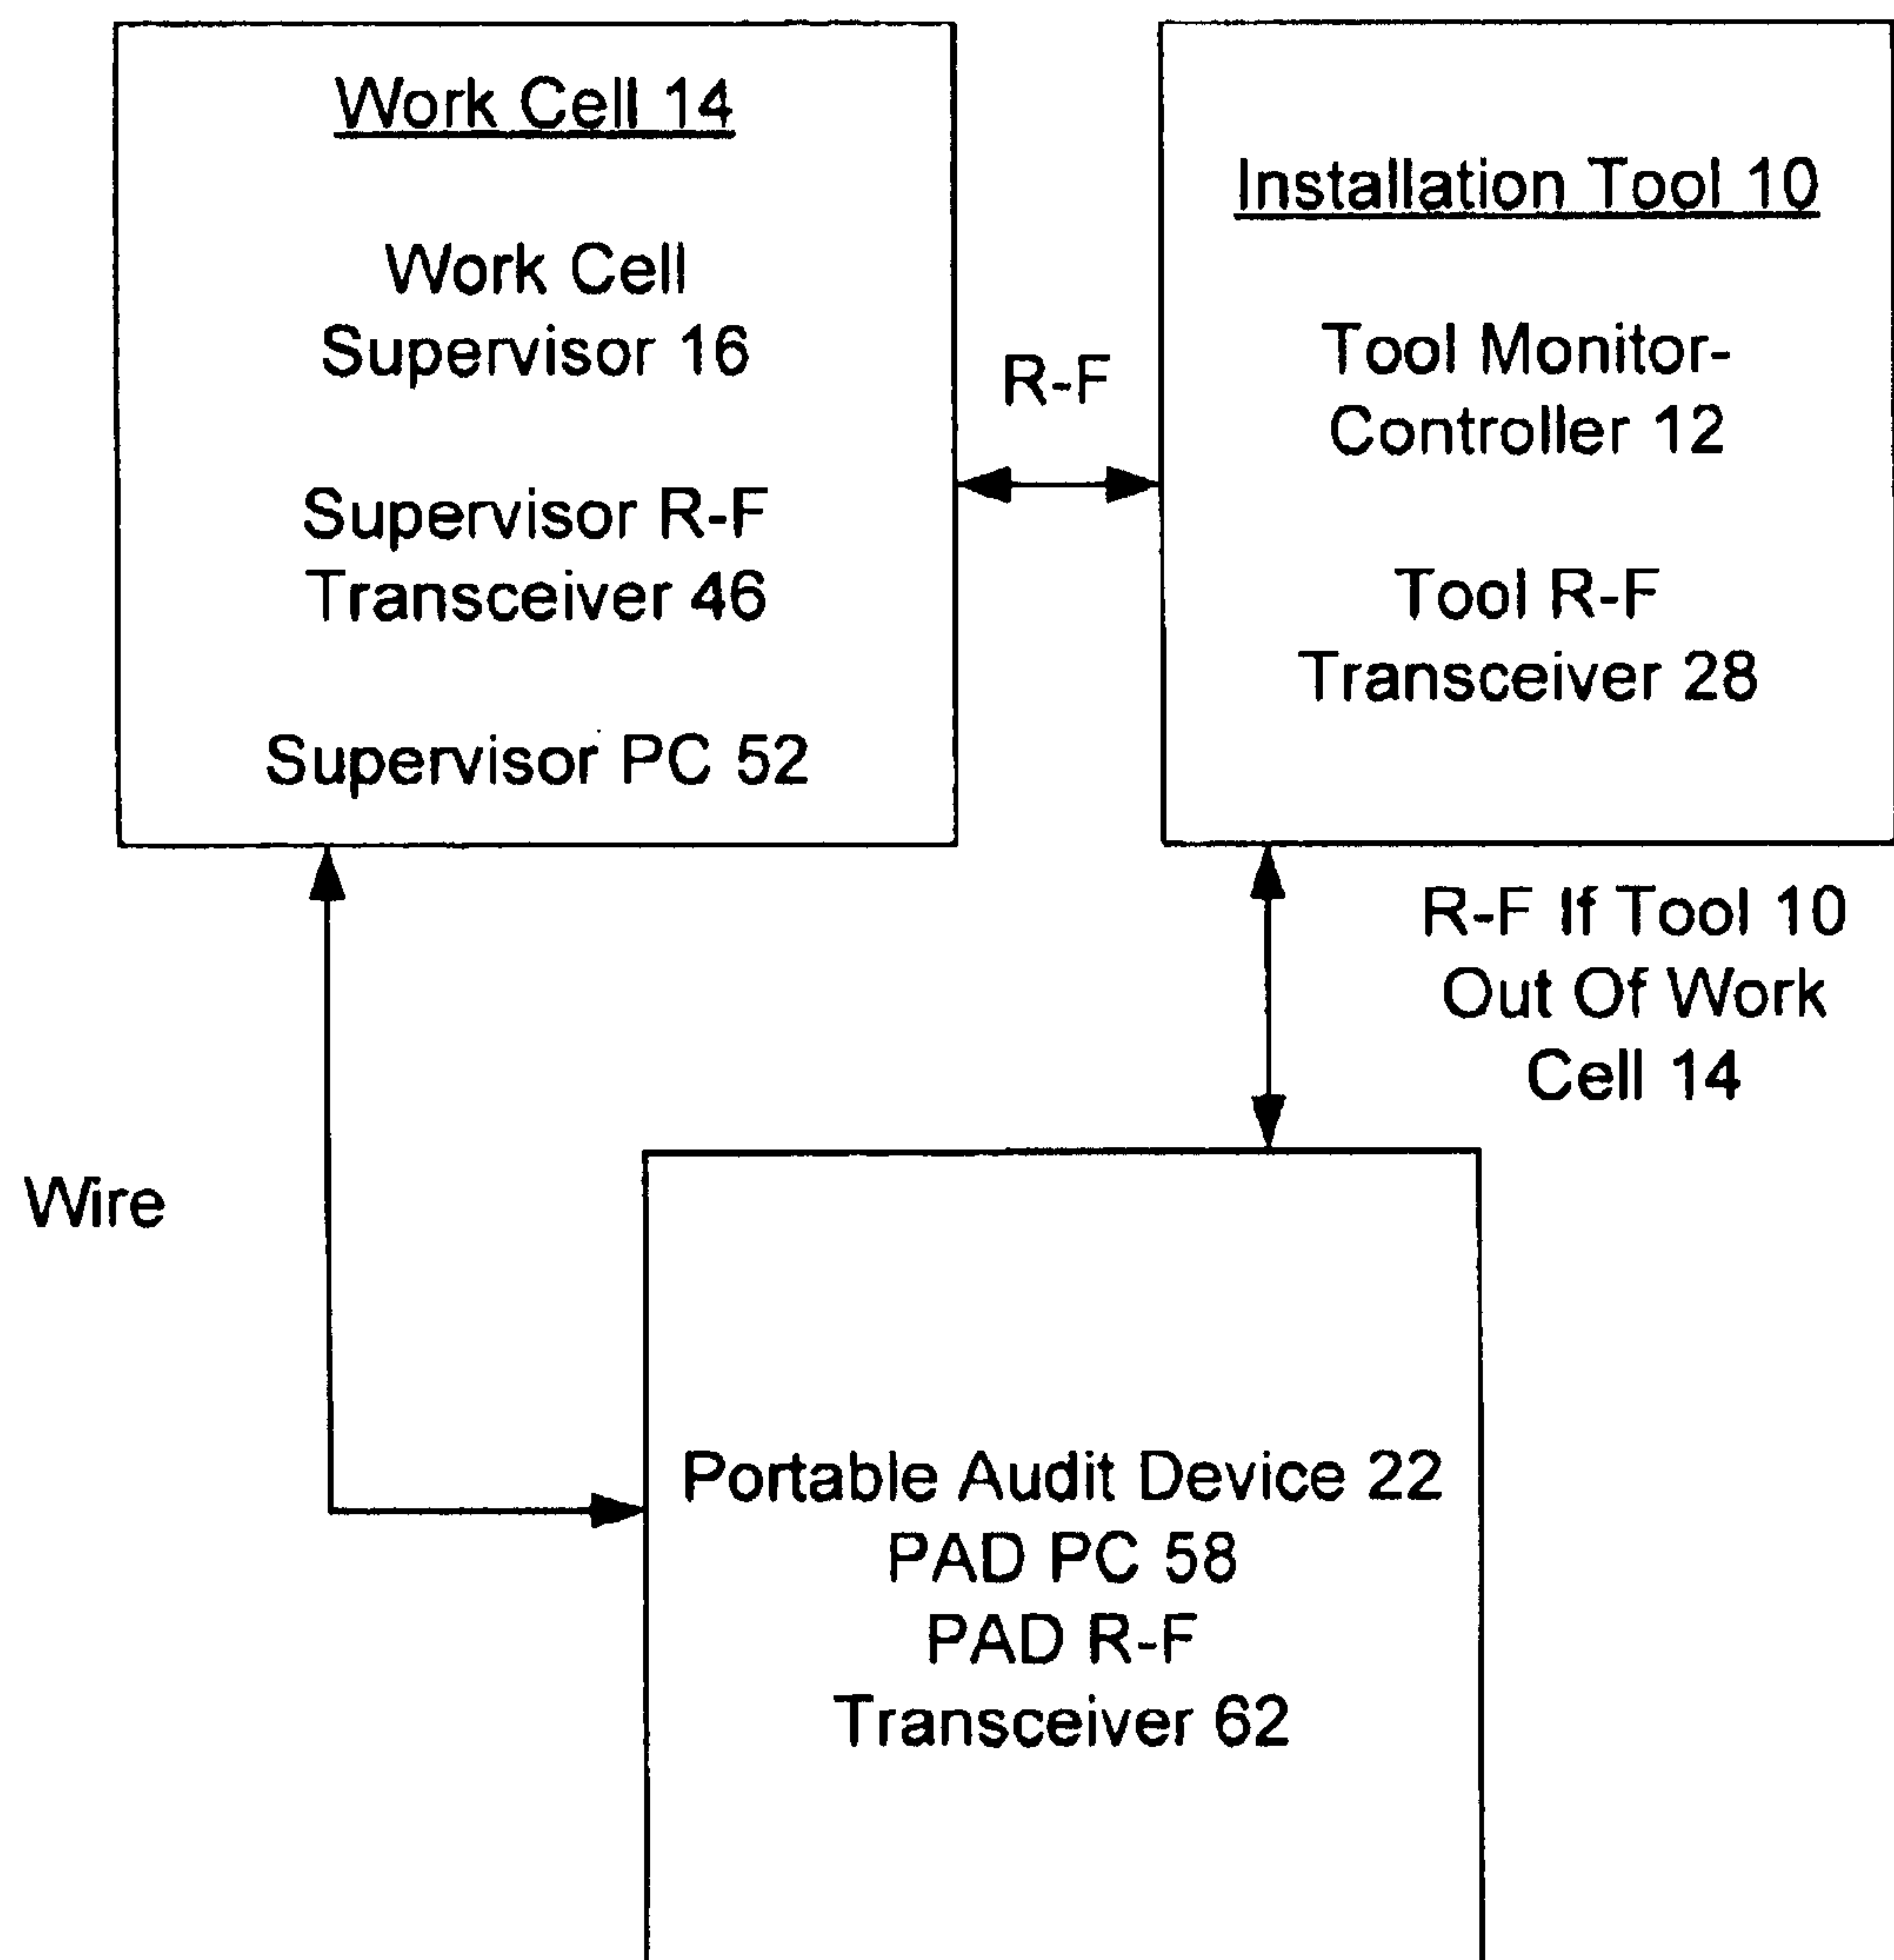 Work Cell 14
Work Cell
Supervisor 16
Supervisor R-F
Transceiver 46
Supervisor PC 52
R-F
Installation Tool 10
Tool Monitor-
Controller 12
Tool R-F
Transceiver 28
R-F If Tool 10
Out Of Work
Cell 14
Wire
Portable Audit Device 22
PAD PC 58
PAD R-F
Transceiver 62